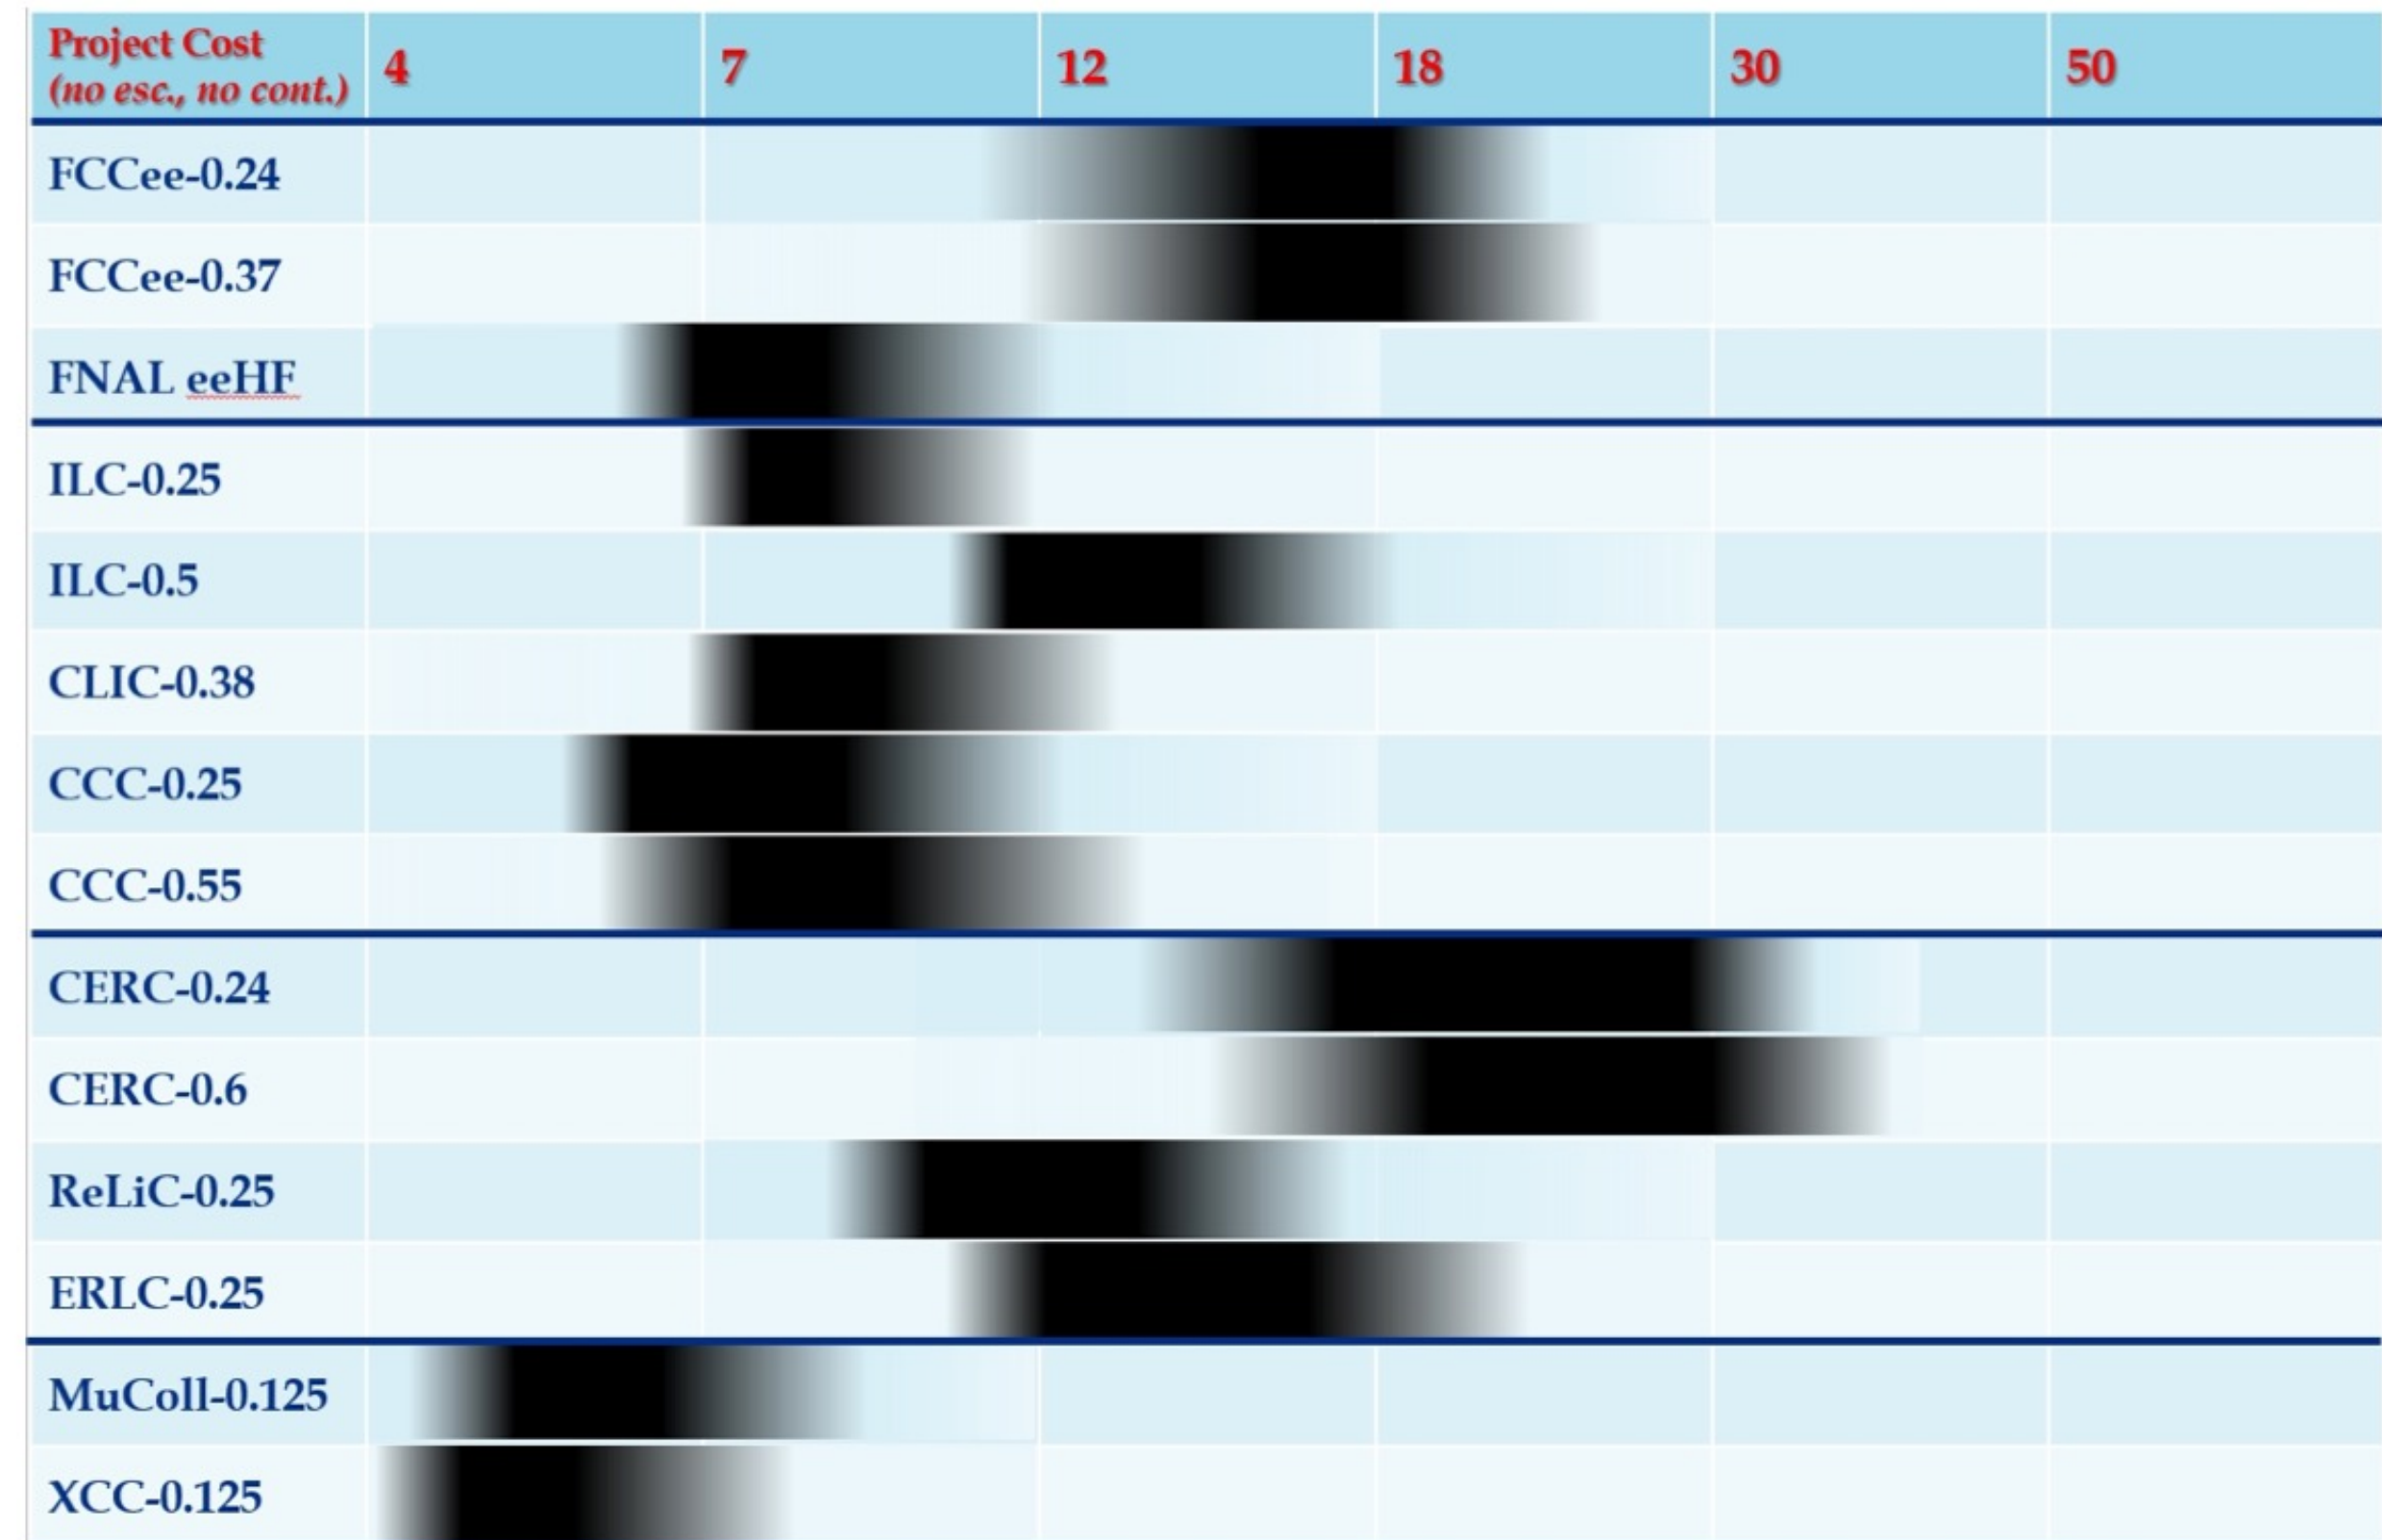 Project Cost
(no esc., no cont.)
4 7 12 18 30 50
FCCee-0.24
FCCee-0.37
FNAL eeHF
ILC-0.25
ILC-0.5
CLIC-0.38
CCC-0.25
CCC-0.55
CERC-0.24
CERC-0.6
ReLiC-0.25
ERLC-0.25
MuColl-0.125
XCC-0.125